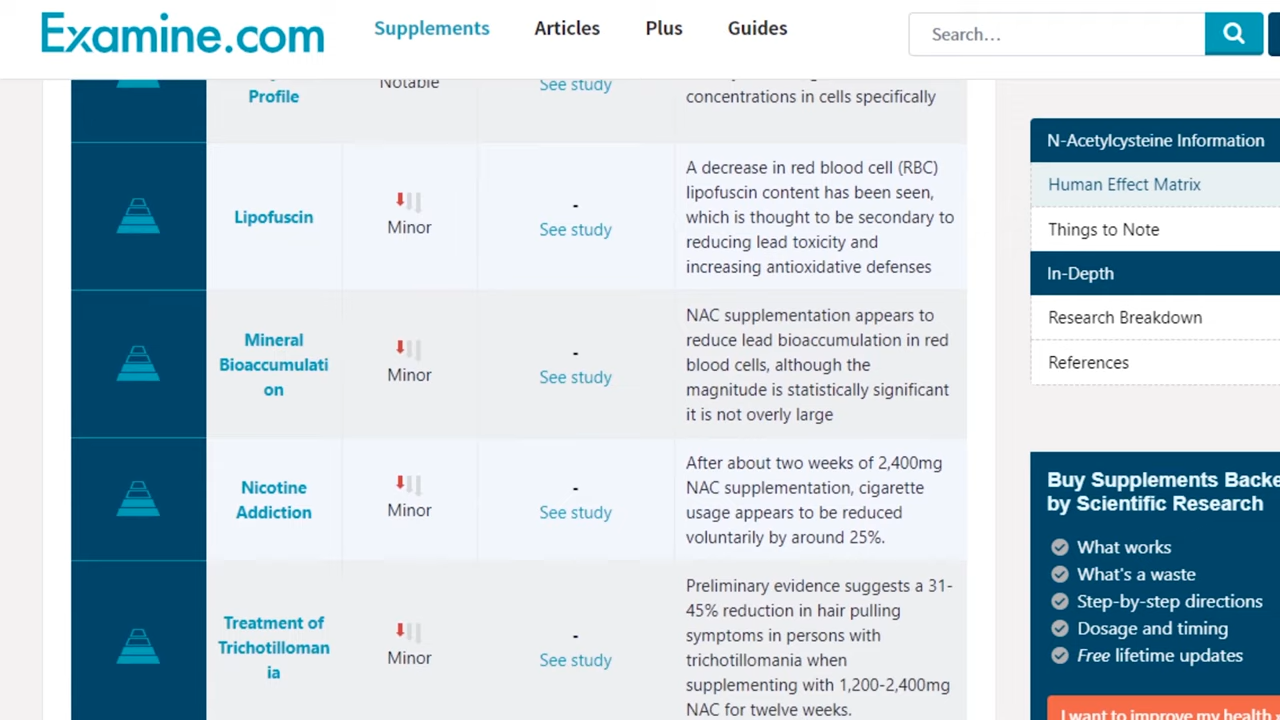 Examine.com
Supplements
Articles
Plus
Guides
Search...
Profile
Notable
See study
concentrations in cells specifically
Lipofuscin
Minor
-
See study
A decrease in red blood cell (RBC)
lipofuscin content has been seen,
which is thought to be secondary to
reducing lead toxicity and
increasing antioxidative defenses
Mineral
Bioaccumulati
on
Minor
-
See study
NAC supplementation appears to
reduce lead bioaccumulation in red
blood cells, although the
magnitude is statistically significant
it is not overly large
Nicotine
Addiction
Minor
-
See study
After about two weeks of 2,400mg
NAC supplementation, cigarette
usage appears to be reduced
voluntarily by around 25%.
Treatment of
Trichotilloman
ia
Minor
-
See study
Preliminary evidence suggests a 31-
45% reduction in hair pulling
symptoms in persons with
trichotillomania when
supplementing with 1,200-2,400mg
NAC for twelve weeks.
N-Acetylcysteine Information
Human Effect Matrix
Things to Note
In-Depth
Research Breakdown
References
Buy Supplements Backe
by Scientific Research
What works
What's a waste
Step-by-step directions
Dosage and timing
Free lifetime updates
I want to improve my health